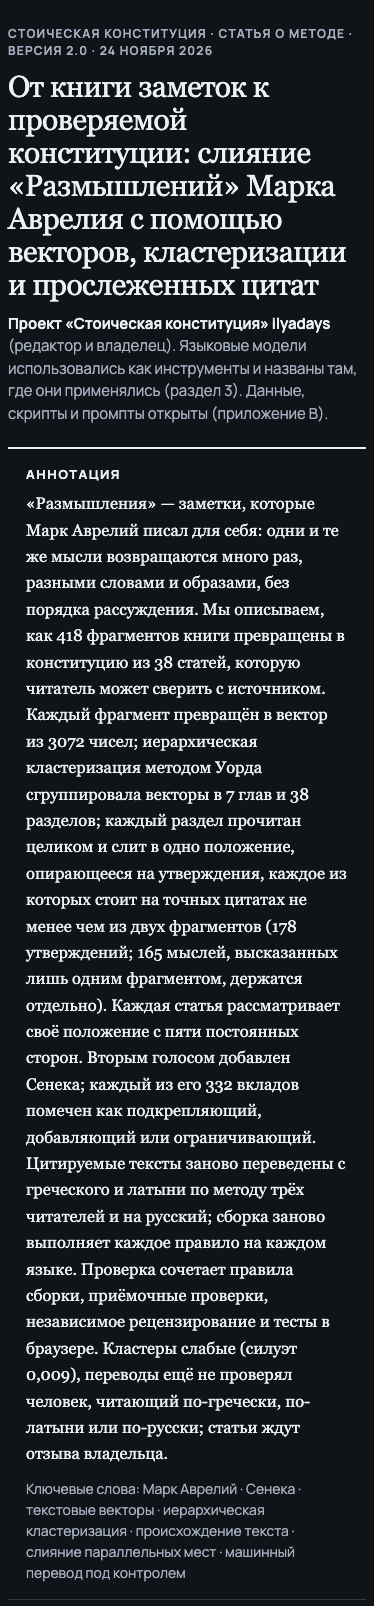 СТОИЧЕСКАЯ КОНСТИТУЦИЯ · СТАТЬЯ О МЕТОДЕ ·
ВЕРСИЯ 2.0 · 24 НОЯБРЯ 2026
От книги заметок к
проверяемой
конституции: слияние
«Размышлений» Марка
Аврелия с помощью
векторов, кластеризации
и прослеженных цитат
Проект «Стоическая конституция» ilyadays
(редактор и владелец). Языковые модели
использовались как инструменты и названы там,
где они применялись (раздел 3). Данные,
скрипты и промпты открыты (приложение B).
АННОТАЦИЯ
«Размышления» — заметки, которые
Марк Аврелий писал для себя: одни и те
же мысли возвращаются много раз,
разными словами и образами, без
порядка рассуждения. Мы описываем,
как 418 фрагментов книги превращены в
конституцию из 38 статей, которую
читатель может сверить с источником.
Каждый фрагмент превращён в вектор
из 3072 чисел; иерархическая
кластеризация методом Уорда
сгруппировала векторы в 7 глав и 38
разделов; каждый раздел прочитан
целиком и слит в одно положение,
опирающееся на утверждения, каждое из
которых стоит на точных цитатах не
менее чем из двух фрагментов (178
утверждений; 165 мыслей, высказанных
лишь одним фрагментом, держатся
отдельно). Каждая статья рассматривает
своё положение с пяти постоянных
сторон. Вторым голосом добавлен
Сенека; каждый из его 332 вкладов
помечен как подкрепляющий,
добавляющий или ограничивающий.
Цитируемые тексты заново переведены с
греческого и латыни по методу трёх
читателей и на русский; сборка заново
выполняет каждое правило на каждом
языке. Проверка сочетает правила
сборки, приёмочные проверки,
независимое рецензирование и тесты в
браузере. Кластеры слабые (силуэт
0,009), переводы ещё не проверял
человек, читающий по-гречески, по-
латыни или по-русски; статьи ждут
отзыва владельца.
Ключевые слова: Марк Аврелий · Сенека ·
текстовые векторы · иерархическая
кластеризация · происхождение текста ·
слияние параллельных мест · машинный
перевод под контролем